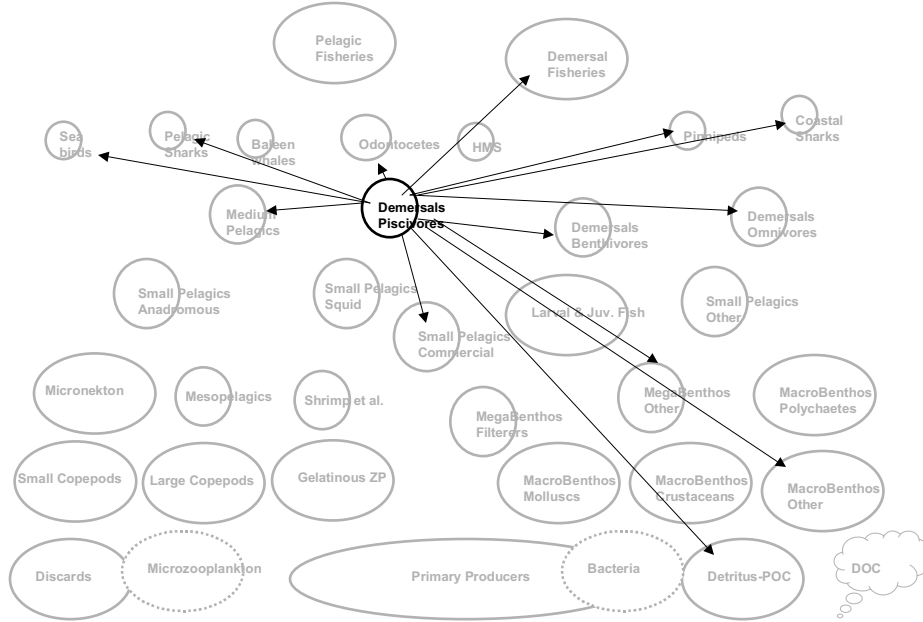 Pelagic
Fisheries
Demersal
Fisheries
Sea
birds
Pelagic
Sharks
Baleen
whales
Odontocetes
HMS
Pinnipeds
Coastal
Sharks
Medium
Pelagics
Demersals
Piscivores
Demersals
Benthivores
Demersals
Omnivores
Small Pelagics
Anadromous
Small Pelagics
Squid
Small Pelagics
Commercial
Larval & Juv. Fish
Small Pelagics
Other
Micronekton
Mesopelagics
Shrimp et al.
MegaBenthos
Filterers
MegaBenthos
Other
MacroBenthos
Polychaetes
Small Copepods
Large Copepods
Gelatinous ZP
MacroBenthos
Molluscs
MacroBenthos
Crustaceans
MacroBenthos
Other
Discards
Microzooplankton
Primary Producers
Bacteria
Detritus-POC
DOC